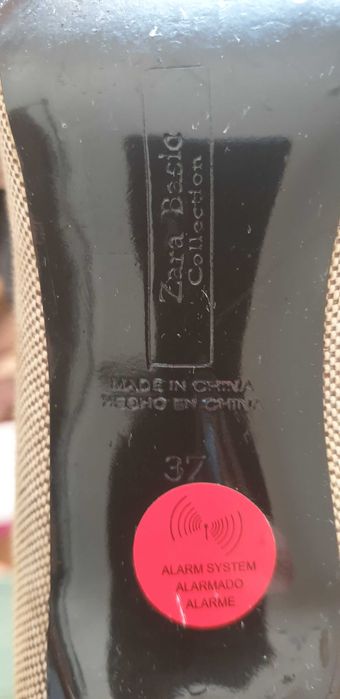 Zara Basic
Collection
MADE IN CHINA
HECHO EN CHINA
37
ALARM SYSTEM
ALARMADO
ALARME